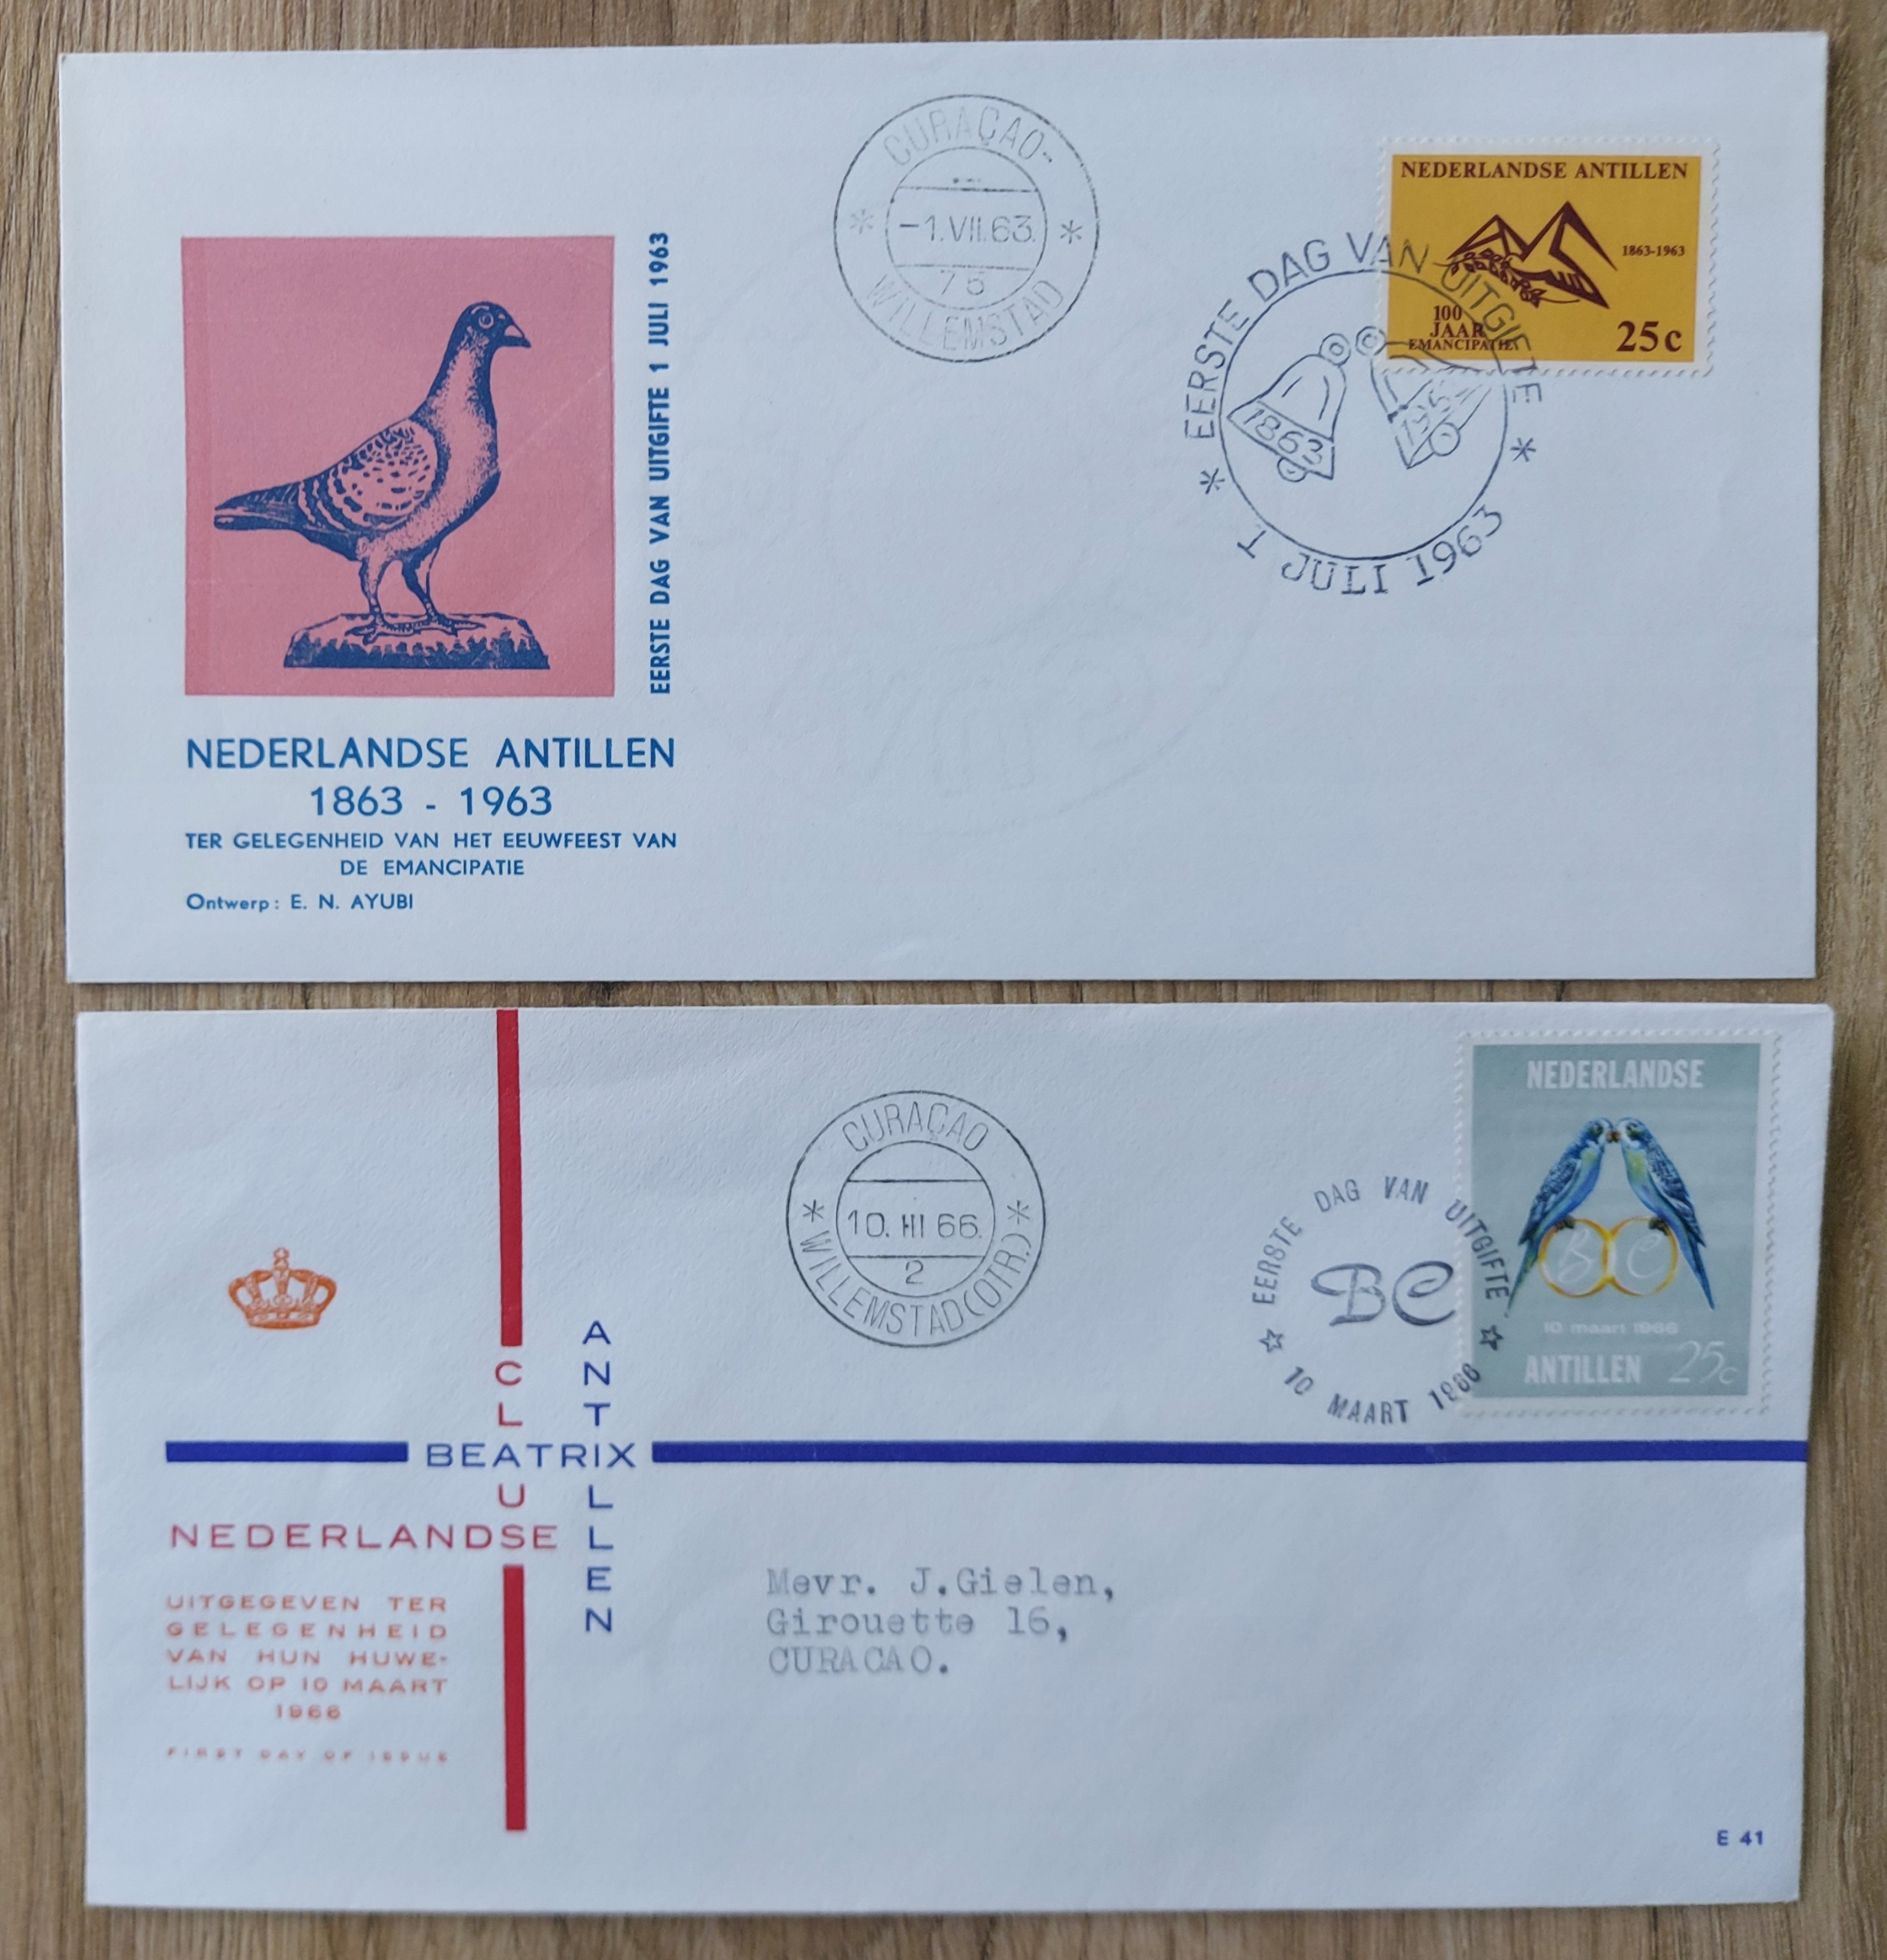 CURAÇAO
-1.VII.63.
WILLEMSTAD
NEDERLANDSE ANTILLEN
1863-1963
100
JAAR
EMANCIPATIE
25c
EERSTE DAG VAN UITGIFTE
1863
1 JULI 1963
EERSTE DAG VAN UITGIFTE 1 JULI 1963
NEDERLANDSE ANTILLEN
1863 - 1963
TER GELEGENHEID VAN HET EEUWFEEST VAN
DE EMANCIPATIE
Ontwerp: E. N. AYUBI
CURAÇAO
10.III 66.
2
WILLEMSTAD (OTR.)
NEDERLANDSE
B C
10 maart 1966
ANTILLEN 25c
EERSTE DAG VAN UITGIFTE
BC
10 MAART 1966
CLAUS
ANTILLEN
BEATRIX
NEDERLANDSE
UITGEGEVEN TER
GELEGENHEID
VAN HUN HUWE-
LIJK OP 10 MAART
1966
FIRST DAY OF ISSUE
Mevr. J.Gielen,
Girouette 16,
CURACAO.
E 41